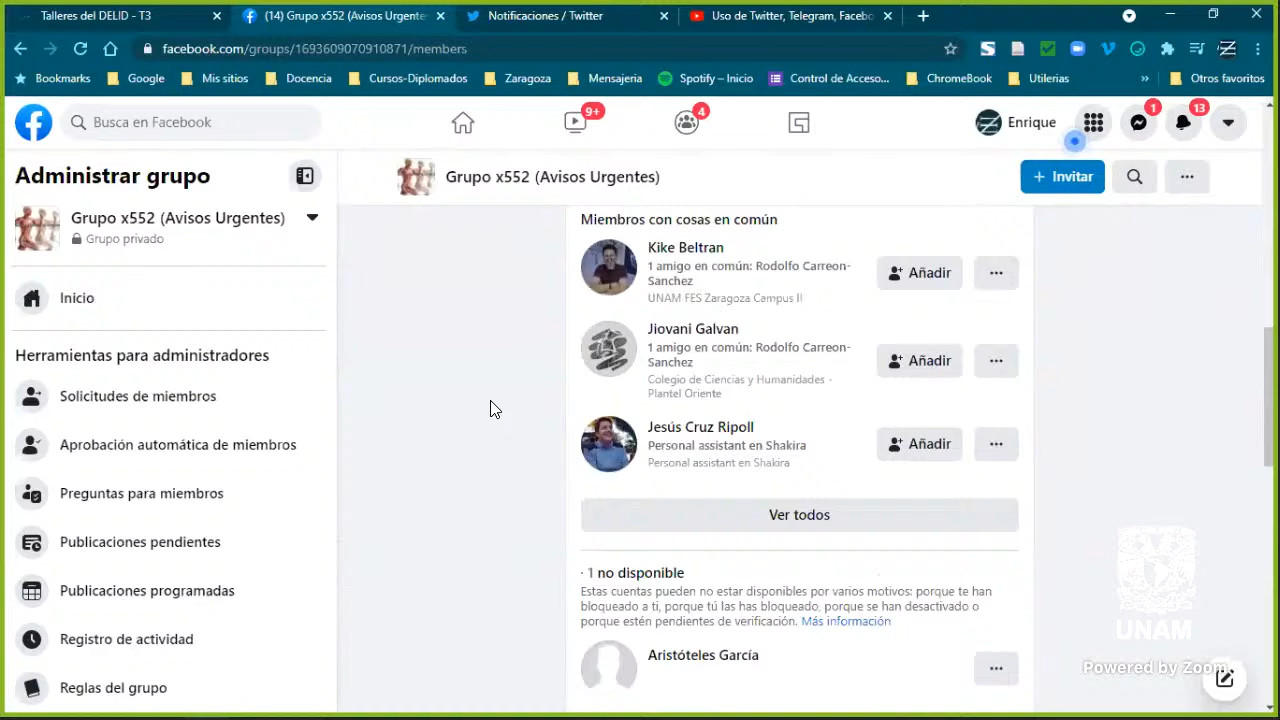 Talleres del DELID - T3
(14) Grupo x552 (Avisos Urgente
Notificaciones / Twitter
Uso de Twitter, Telegram, Facebo
facebook.com/groups/1693609070910871/members
Bookmarks
Google
Mis sitios
Docencia
Cursos-Diplomados
Zaragoza
Mensajeria
Spotify – Inicio
Control de Acceso...
ChromeBook
Utilerias
»
Otros favoritos
Busca en Facebook
9+
4
Enrique
1
13
Administrar grupo
Grupo x552 (Avisos Urgentes)
Grupo privado
Inicio
Herramientas para administradores
Solicitudes de miembros
Aprobación automática de miembros
Preguntas para miembros
Publicaciones pendientes
Publicaciones programadas
Registro de actividad
Reglas del grupo
Grupo x552 (Avisos Urgentes)
+ Invitar
Miembros con cosas en común
Kike Beltran
1 amigo en común: Rodolfo Carreon-
Sanchez
UNAM FES Zaragoza Campus II
Añadir
Jiovani Galvan
1 amigo en común: Rodolfo Carreon-
Sanchez
Colegio de Ciencias y Humanidades -
Plantel Oriente
Añadir
Jesús Cruz Ripoll
Personal assistant en Shakira
Personal assistant en Shakira
Añadir
Ver todos
· 1 no disponible
Estas cuentas pueden no estar disponibles por varios motivos: porque te han
bloqueado a ti, porque tú las has bloqueado, porque se han desactivado o
porque estén pendientes de verificación. Más información
Aristóteles García
UNAM
Powered by Zoom